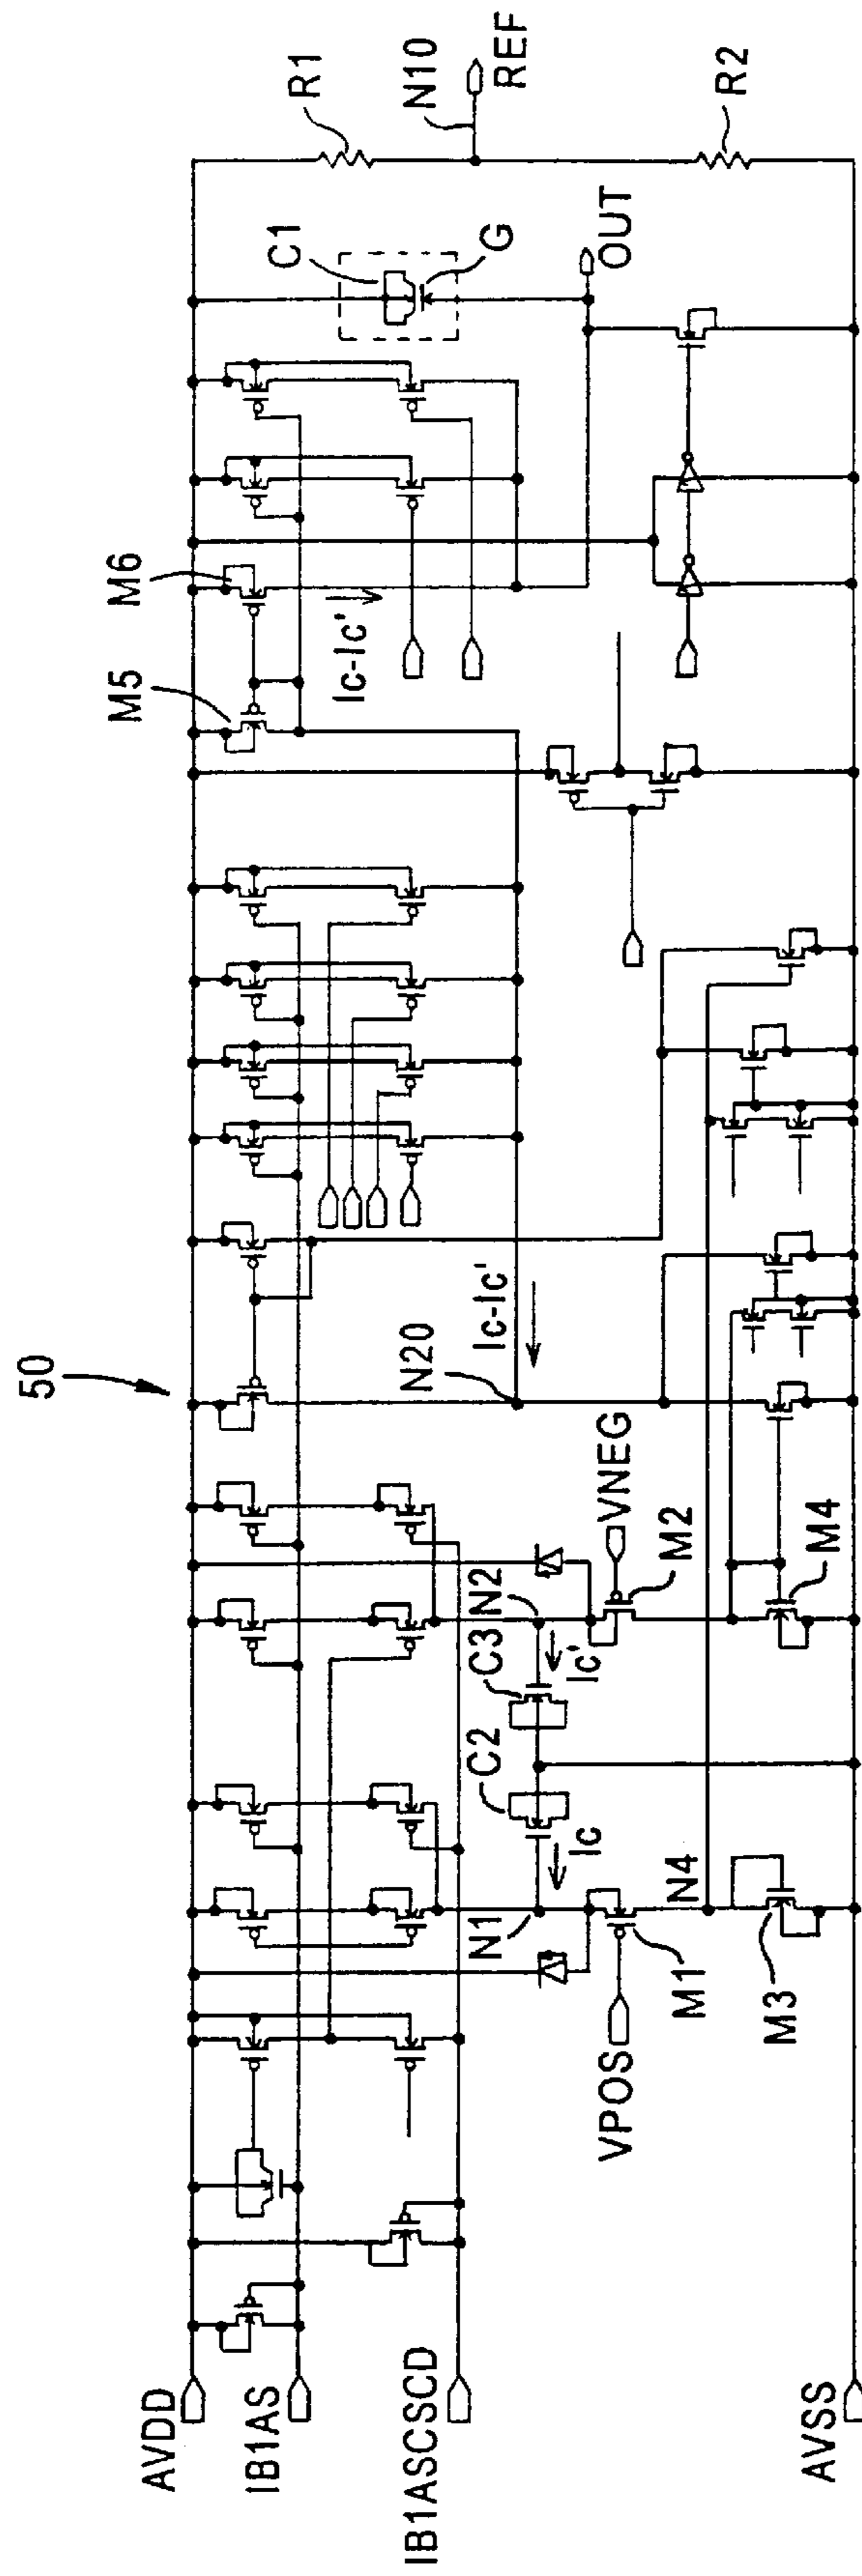 50
AVDD
IB1AS
IB1ASCSCD
AVSS
VPOS
M1
M3
N1
N4
Ic
C2
C3
Ic'
N2
VNEG
M2
M4
N20
Ic-Ic'
M5
M6
Ic-Ic'
C1
G
OUT
R1
N10
REF
R2